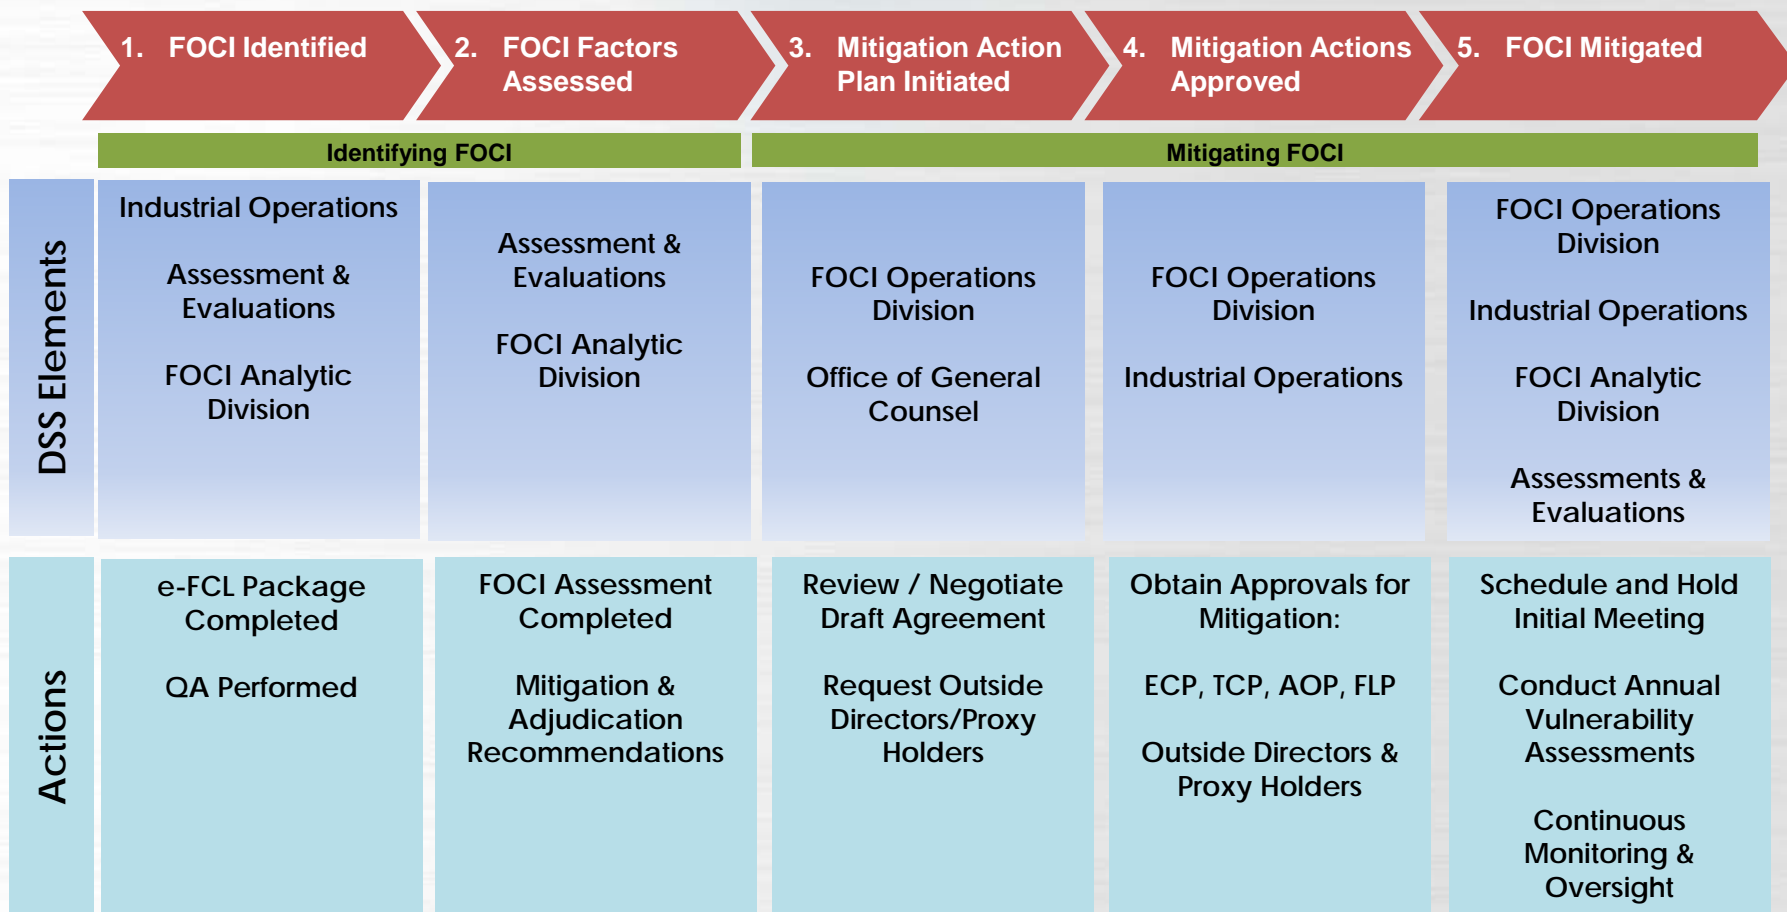 1. FOCI Identified
2. FOCI Factors
Assessed
3. Mitigation Action
Plan Initiated
4. Mitigation Actions
Approved
5. FOCI Mitigated
Identifying FOCI
Mitigating FOCI
DSS Elements
Industrial Operations
Assessment &
Evaluations
FOCI Analytic
Division
Assessment &
Evaluations
FOCI Analytic
Division
FOCI Operations
Division
Office of General
Counsel
FOCI Operations
Division
Industrial Operations
FOCI Operations
Division
Industrial Operations
FOCI Analytic
Division
Assessments &
Evaluations
Actions
e-FCL Package
Completed
QA Performed
FOCI Assessment
Completed
Mitigation &
Adjudication
Recommendations
Review / Negotiate
Draft Agreement
Request Outside
Directors/Proxy
Holders
Obtain Approvals for
Mitigation:
ECP, TCP, AOP, FLP
Outside Directors &
Proxy Holders
Schedule and Hold
Initial Meeting
Conduct Annual
Vulnerability
Assessments
Continuous
Monitoring &
Oversight